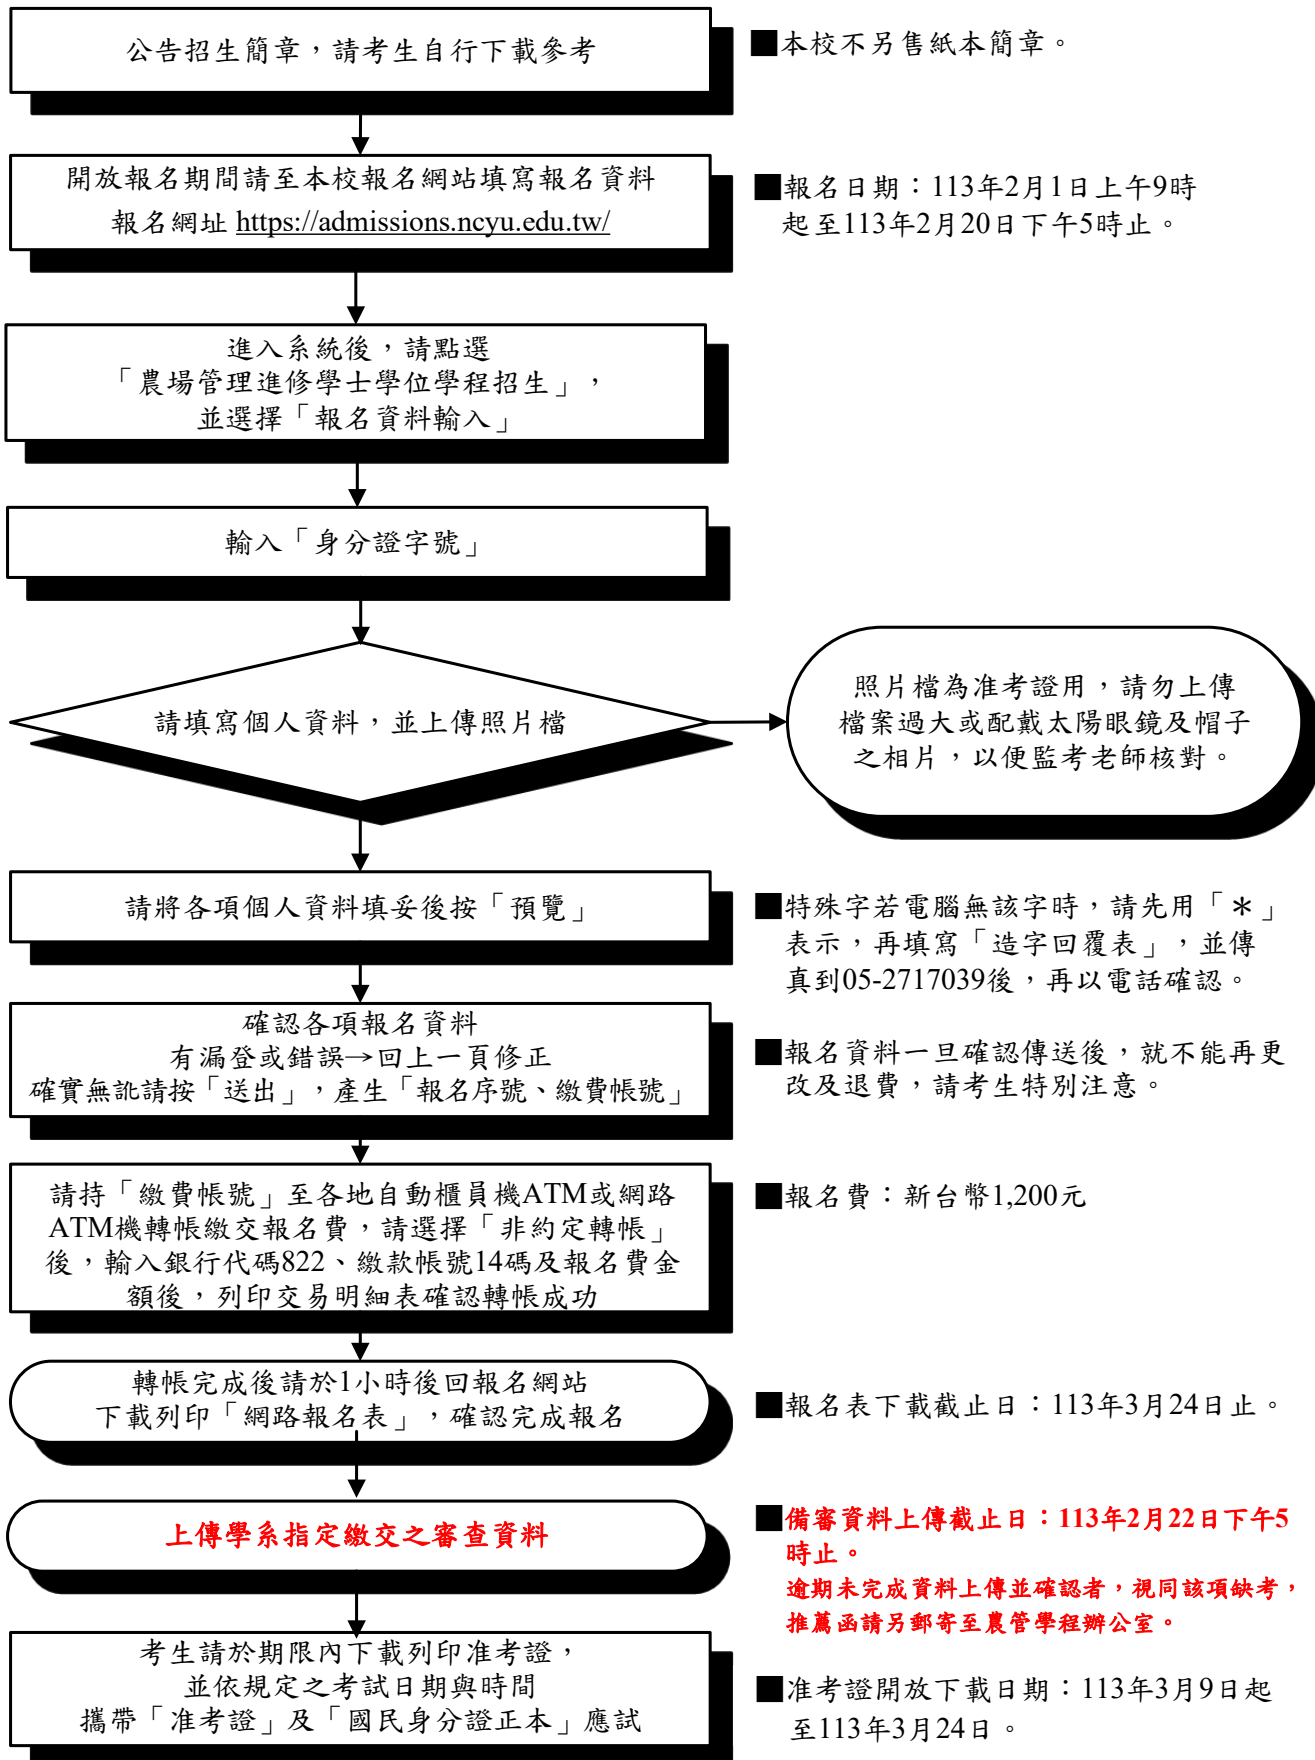 公告招生簡章，請考生自行下載參考
■本校不另售紙本簡章。
開放報名期間請至本校報名網站填寫報名資料
報名網址 https://admissions.ncyu.edu.tw/
■報名日期：113年2月1日上午9時
起至113年2月20日下午5時止。
進入系統後，請點選
「農場管理進修學士學位學程招生」，
並選擇「報名資料輸入」
輸入「身分證字號」
請填寫個人資料，並上傳照片檔
照片檔為准考證用，請勿上傳
檔案過大或配戴太陽眼鏡及帽子
之相片，以便監考老師核對。
請將各項個人資料填妥後按「預覽」
■特殊字若電腦無該字時，請先用「＊」
表示，再填寫「造字回覆表」，並傳
真到05-2717039後，再以電話確認。
確認各項報名資料
有漏登或錯誤→回上一頁修正
確實無訛請按「送出」，產生「報名序號、繳費帳號」
■報名資料一旦確認傳送後，就不能再更
改及退費，請考生特別注意。
請持「繳費帳號」至各地自動櫃員機ATM或網路
ATM機轉帳繳交報名費，請選擇「非約定轉帳」
後，輸入銀行代碼822、繳款帳號14碼及報名費金
額後，列印交易明細表確認轉帳成功
■報名費：新台幣1,200元
轉帳完成後請於1小時後回報名網站
下載列印「網路報名表」，確認完成報名
■報名表下載截止日：113年3月24日止。
上傳學系指定繳交之審查資料
■備審資料上傳截止日：113年2月22日下午5
時止。
逾期未完成資料上傳並確認者，視同該項缺考，
推薦函請另郵寄至農管學程辦公室。
考生請於期限內下載列印准考證，
並依規定之考試日期與時間
攜帶「准考證」及「國民身分證正本」應試
■准考證開放下載日期：113年3月9日起
至113年3月24日。